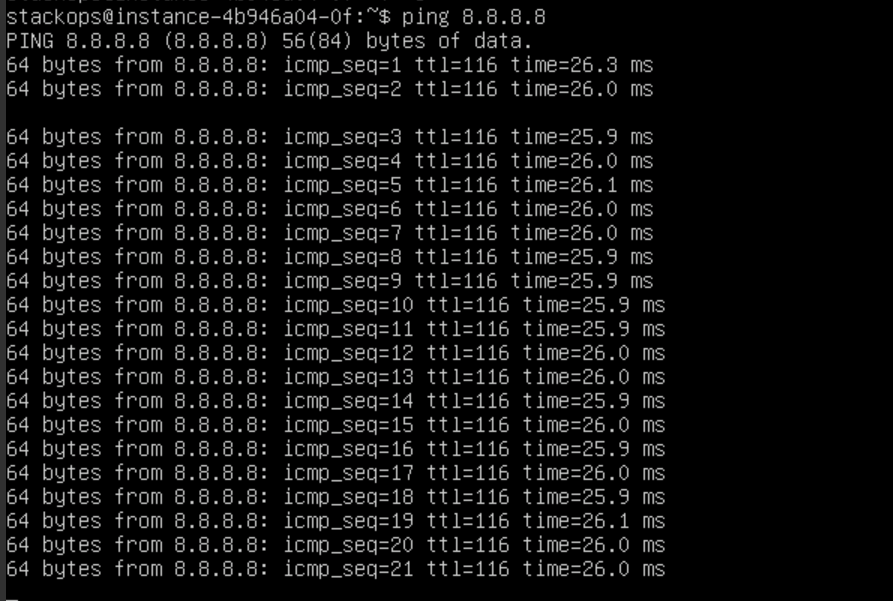 stackops@instance-4b946a04-0f:~$ ping 8.8.8.8
PING 8.8.8.8 (8.8.8.8) 56(84) bytes of data.
64 bytes from 8.8.8.8: icmp_seq=1 ttl=116 time=26.3 ms
64 bytes from 8.8.8.8: icmp_seq=2 ttl=116 time=26.0 ms
64 bytes from 8.8.8.8: icmp_seq=3 ttl=116 time=25.9 ms
64 bytes from 8.8.8.8: icmp_seq=4 ttl=116 time=26.0 ms
64 bytes from 8.8.8.8: icmp_seq=5 ttl=116 time=26.1 ms
64 bytes from 8.8.8.8: icmp_seq=6 ttl=116 time=26.0 ms
64 bytes from 8.8.8.8: icmp_seq=7 ttl=116 time=26.0 ms
64 bytes from 8.8.8.8: icmp_seq=8 ttl=116 time=25.9 ms
64 bytes from 8.8.8.8: icmp_seq=9 ttl=116 time=25.9 ms
64 bytes from 8.8.8.8: icmp_seq=10 ttl=116 time=25.9 ms
64 bytes from 8.8.8.8: icmp_seq=11 ttl=116 time=25.9 ms
64 bytes from 8.8.8.8: icmp_seq=12 ttl=116 time=26.0 ms
64 bytes from 8.8.8.8: icmp_seq=13 ttl=116 time=26.0 ms
64 bytes from 8.8.8.8: icmp_seq=14 ttl=116 time=25.9 ms
64 bytes from 8.8.8.8: icmp_seq=15 ttl=116 time=26.0 ms
64 bytes from 8.8.8.8: icmp_seq=16 ttl=116 time=25.9 ms
64 bytes from 8.8.8.8: icmp_seq=17 ttl=116 time=26.0 ms
64 bytes from 8.8.8.8: icmp_seq=18 ttl=116 time=25.9 ms
64 bytes from 8.8.8.8: icmp_seq=19 ttl=116 time=26.1 ms
64 bytes from 8.8.8.8: icmp_seq=20 ttl=116 time=26.0 ms
64 bytes from 8.8.8.8: icmp_seq=21 ttl=116 time=26.0 ms